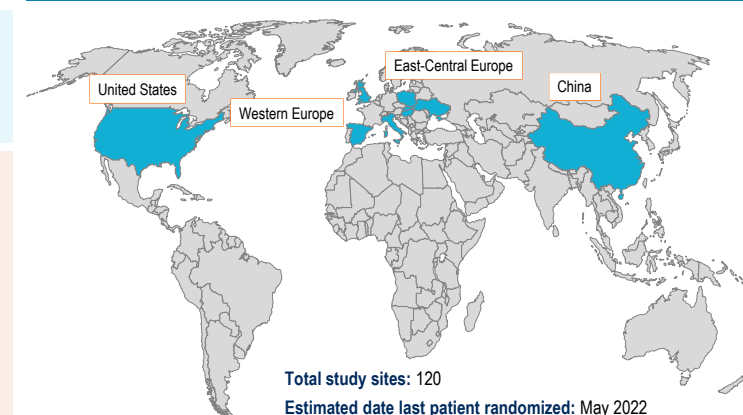 East-Central Europe
United States
China
Western Europe
Total study sites: 120
Estimated date last patient randomized: May 2022